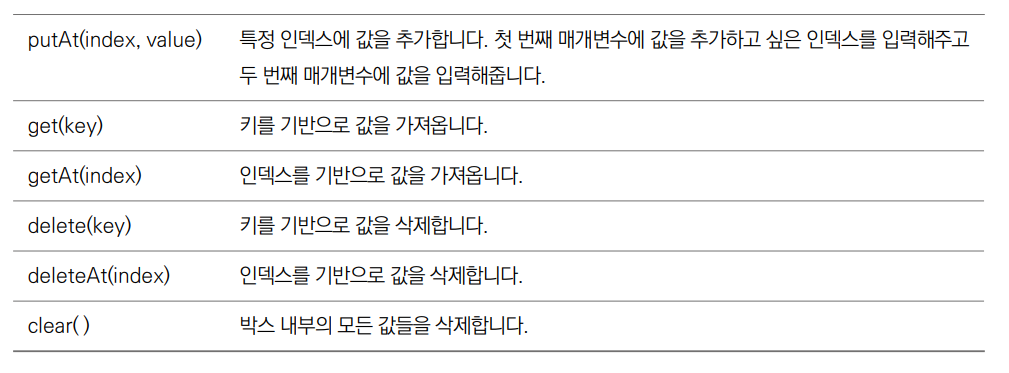 putAt(index, value) 특정 인덱스에 값을 추가합니다. 첫 번째 매개변수에 값을 추가하고 싶은 인덱스를 입력해주고
두 번째 매개변수에 값을 입력해줍니다.
get(key) 키를 기반으로 값을 가져옵니다.
getAt(index) 인덱스를 기반으로 값을 가져옵니다.
delete(key) 키를 기반으로 값을 삭제합니다.
deleteAt(index) 인덱스를 기반으로 값을 삭제합니다.
clear( ) 박스 내부의 모든 값들을 삭제합니다.